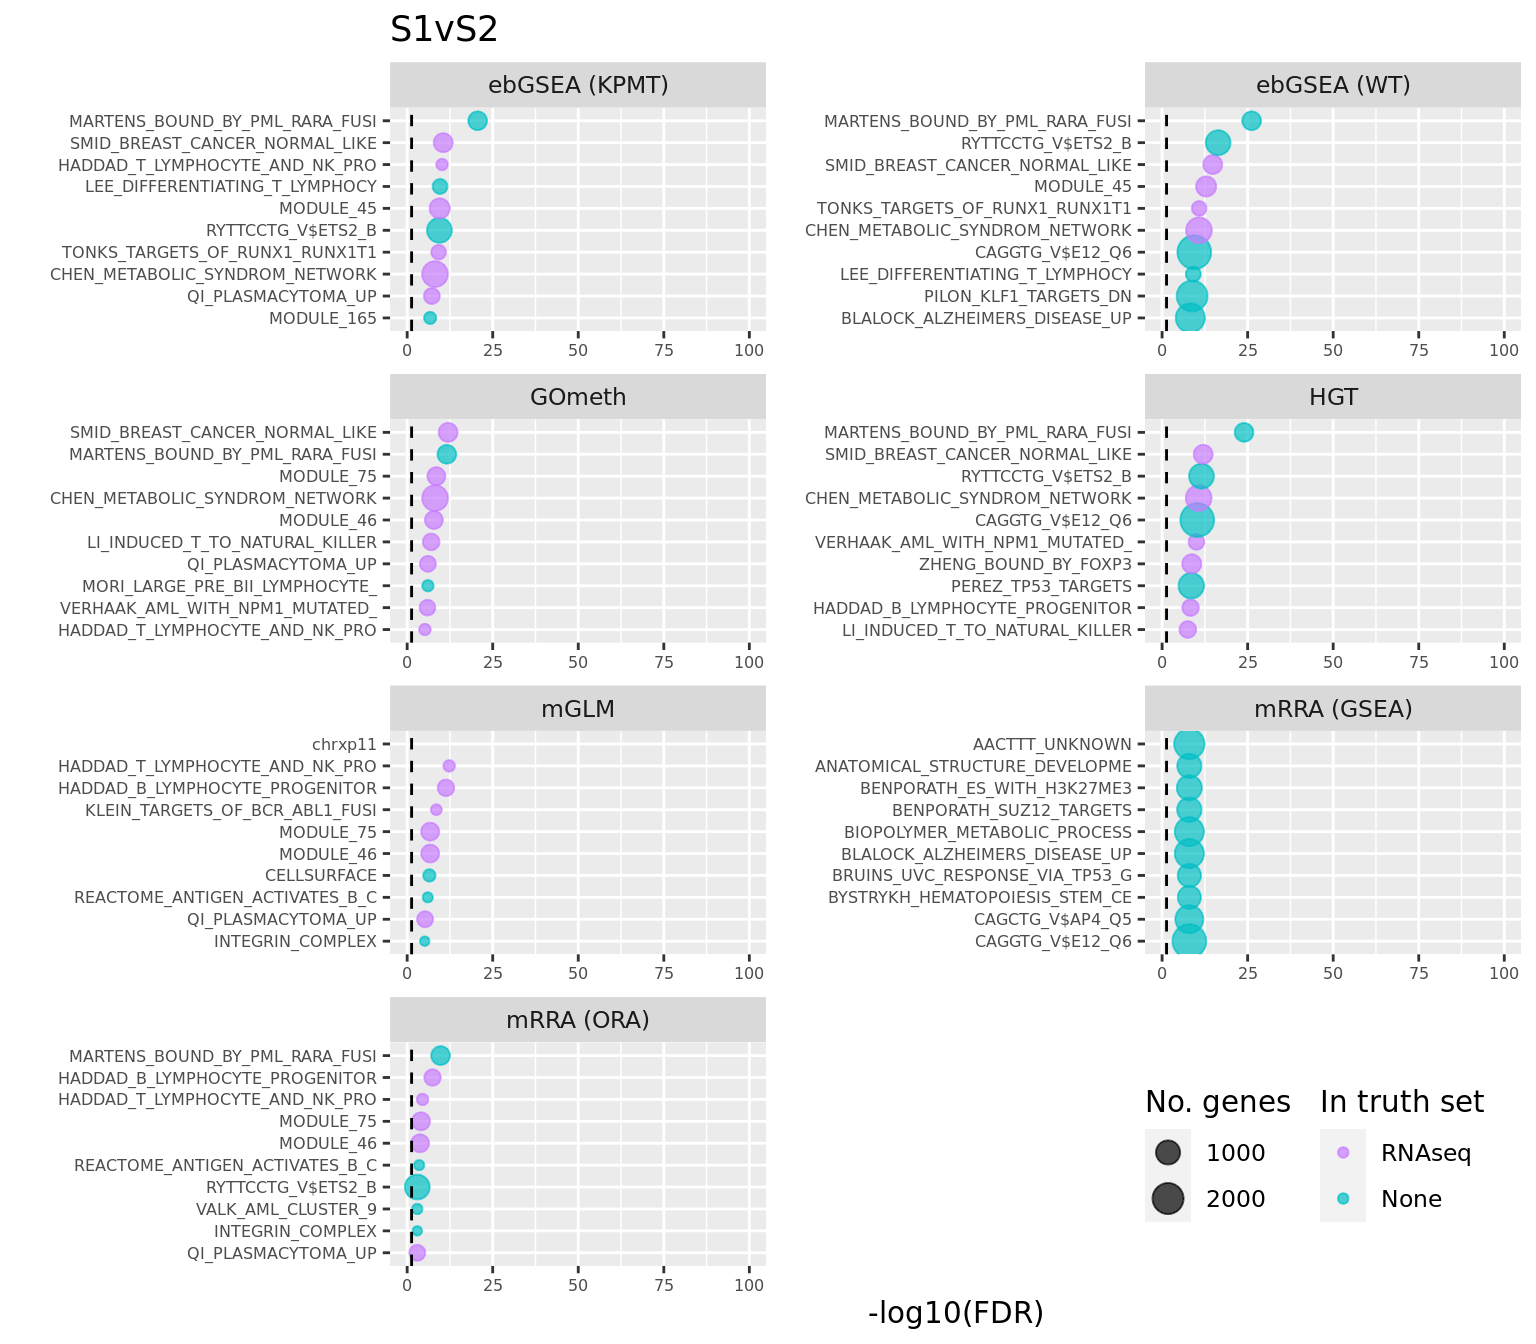 S1vS2
ebGSEA (KPMT)
MARTENS_BOUND_BY_PML_RARA_FUSI
SMID_BREAST_CANCER_NORMAL_LIKE
HADDAD_T_LYMPHOCYTE_AND_NK_PRO
LEE_DIFFERENTIATING_T_LYMPHOCY
MODULE_45
RYTTCCTG_V$ETS2_B
TONKS_TARGETS_OF_RUNX1_RUNX1T1
CHEN_METABOLIC_SYNDROM_NETWORK
QI_PLASMACYTOMA_UP
MODULE_165
0 25 50 75 100
ebGSEA (WT)
MARTENS_BOUND_BY_PML_RARA_FUSI
RYTTCCTG_V$ETS2_B
SMID_BREAST_CANCER_NORMAL_LIKE
MODULE_45
TONKS_TARGETS_OF_RUNX1_RUNX1T1
CHEN_METABOLIC_SYNDROM_NETWORK
CAGGTG_V$E12_Q6
LEE_DIFFERENTIATING_T_LYMPHOCY
PILON_KLF1_TARGETS_DN
BLALOCK_ALZHEIMERS_DISEASE_UP
0 25 50 75 100
GOmeth
SMID_BREAST_CANCER_NORMAL_LIKE
MARTENS_BOUND_BY_PML_RARA_FUSI
MODULE_75
CHEN_METABOLIC_SYNDROM_NETWORK
MODULE_46
LI_INDUCED_T_TO_NATURAL_KILLER
QI_PLASMACYTOMA_UP
MORI_LARGE_PRE_BII_LYMPHOCYTE_
VERHAAK_AML_WITH_NPM1_MUTATED_
HADDAD_T_LYMPHOCYTE_AND_NK_PRO
0 25 50 75 100
HGT
MARTENS_BOUND_BY_PML_RARA_FUSI
SMID_BREAST_CANCER_NORMAL_LIKE
RYTTCCTG_V$ETS2_B
CHEN_METABOLIC_SYNDROM_NETWORK
CAGGTG_V$E12_Q6
VERHAAK_AML_WITH_NPM1_MUTATED_
ZHENG_BOUND_BY_FOXP3
PEREZ_TP53_TARGETS
HADDAD_B_LYMPHOCYTE_PROGENITOR
LI_INDUCED_T_TO_NATURAL_KILLER
0 25 50 75 100
mGLM
chrxp11
HADDAD_T_LYMPHOCYTE_AND_NK_PRO
HADDAD_B_LYMPHOCYTE_PROGENITOR
KLEIN_TARGETS_OF_BCR_ABL1_FUSI
MODULE_75
MODULE_46
CELLSURFACE
REACTOME_ANTIGEN_ACTIVATES_B_C
QI_PLASMACYTOMA_UP
INTEGRIN_COMPLEX
0 25 50 75 100
mRRA (GSEA)
AACTTT_UNKNOWN
ANATOMICAL_STRUCTURE_DEVELOPME
BENPORATH_ES_WITH_H3K27ME3
BENPORATH_SUZ12_TARGETS
BIOPOLYMER_METABOLIC_PROCESS
BLALOCK_ALZHEIMERS_DISEASE_UP
BRUINS_UVC_RESPONSE_VIA_TP53_G
BYSTRYKH_HEMATOPOIESIS_STEM_CE
CAGCTG_V$AP4_Q5
CAGGTG_V$E12_Q6
0 25 50 75 100
mRRA (ORA)
MARTENS_BOUND_BY_PML_RARA_FUSI
HADDAD_B_LYMPHOCYTE_PROGENITOR
HADDAD_T_LYMPHOCYTE_AND_NK_PRO
MODULE_75
MODULE_46
REACTOME_ANTIGEN_ACTIVATES_B_C
RYTTCCTG_V$ETS2_B
VALK_AML_CLUSTER_9
INTEGRIN_COMPLEX
QI_PLASMACYTOMA_UP
0 25 50 75 100
No. genes
1000
2000
In truth set
RNAseq
None
-log10(FDR)